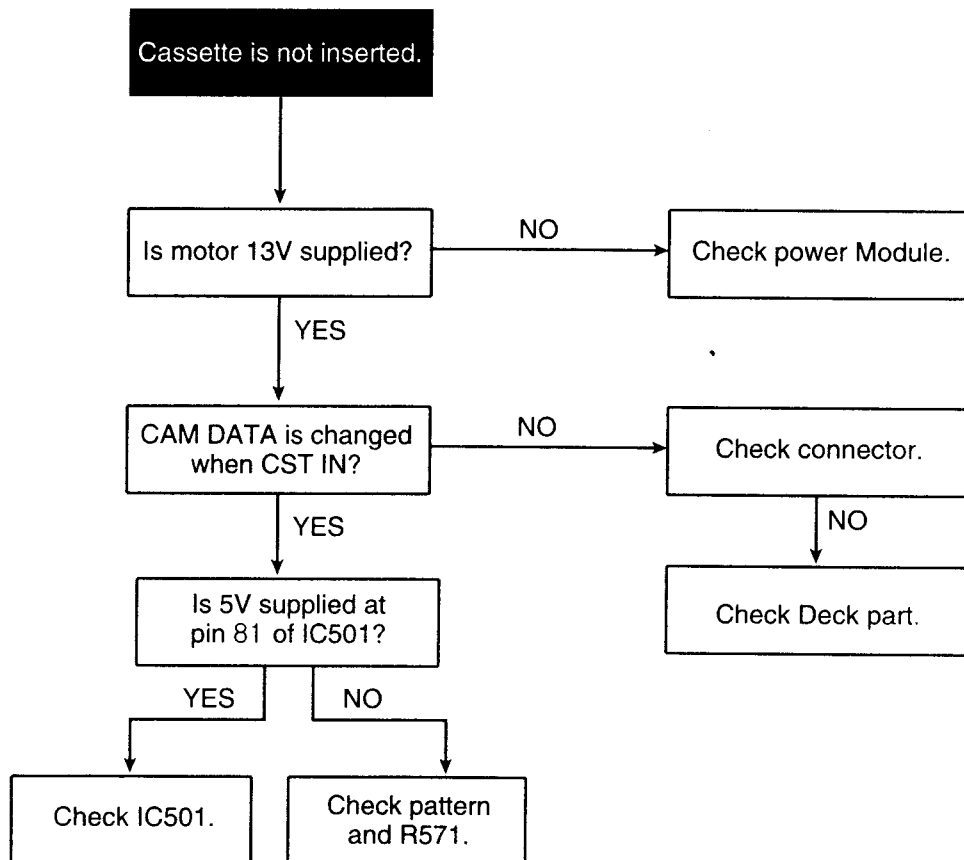 Cassette is not inserted.
Is motor 13V supplied?
NO
Check power Module.
YES
CAM DATA is changed
when CST IN?
NO
Check connector.
YES
NO
Is 5V supplied at
pin 81 of IC501?
Check Deck part.
YES
NO
Check IC501.
Check pattern
and R571.